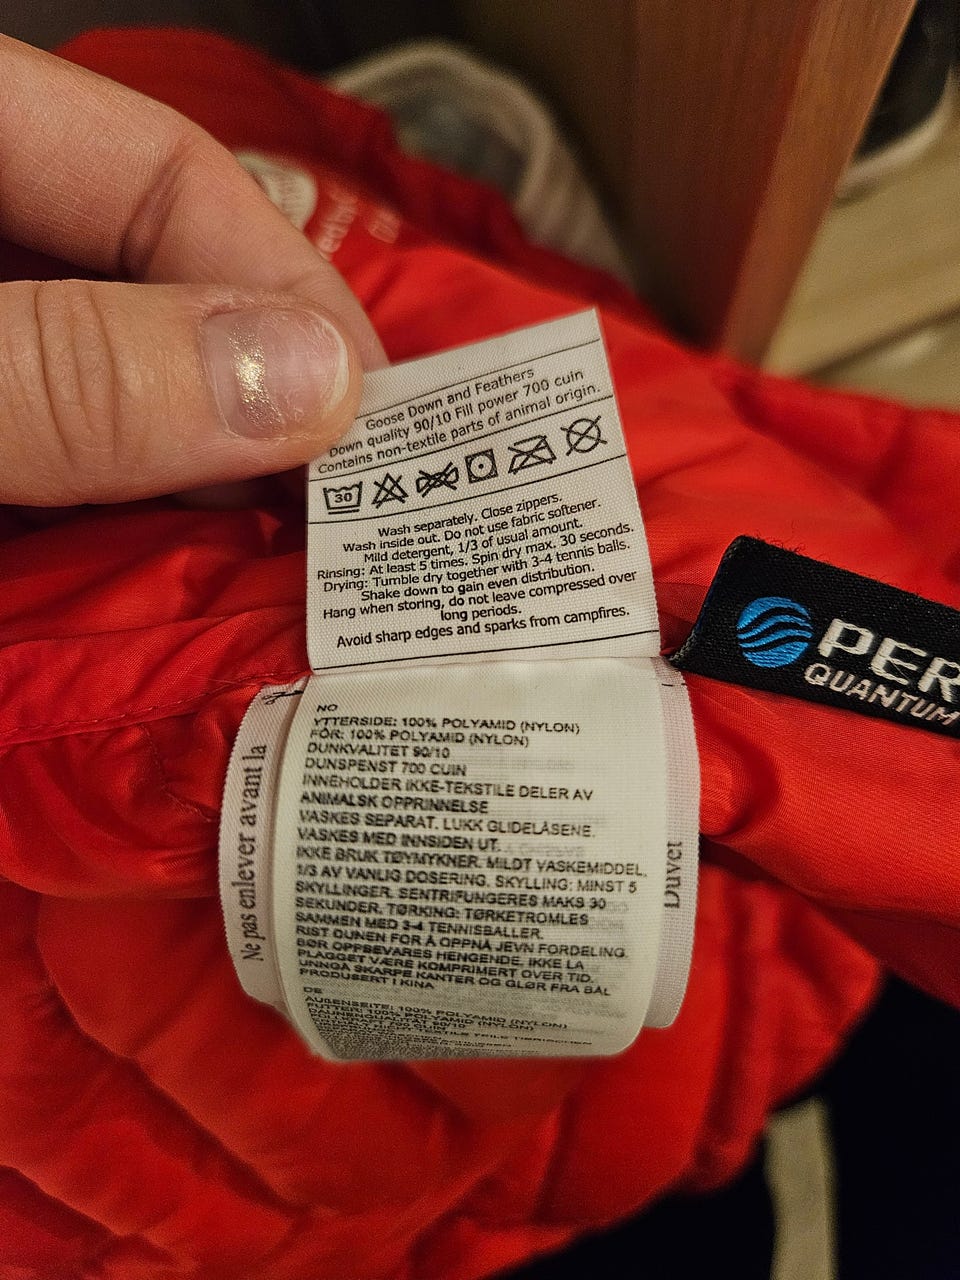 Goose Down and Feathers
Down quality 90/10 Fill power 700 cuin
Contains non-textile parts of animal origin.
30
Wash separately. Close zippers.
Wash inside out. Do not use fabric softener.
Mild detergent, 1/3 of usual amount.
Rinsing: At least 5 times. Spin dry max. 30 seconds.
Drying: Tumble dry together with 3-4 tennis balls.
Shake down to gain even distribution.
Hang when storing, do not leave compressed over
long periods.
Avoid sharp edges and sparks from campfires.
PER
QUANTUM
NO
YTTERSIDE: 100% POLYAMID (NYLON)
FÔR: 100% POLYAMID (NYLON)
DUNKVALITET 90/10
DUNSPENST 700 CUIN
INNEHOLDER IKKE-TEKSTILE DELER AV
ANIMALSK OPPRINNELSE
VASKES SEPARAT. LUKK GLIDELÅSENE.
VASKES MED INNSIDEN UT.
IKKE BRUK TØYMYKNER. MILDT VASKEMIDDEL,
1/3 AV VANLIG DOSERING. SKYLLING: MINST 5
SKYLLINGER. SENTRIFUNGERES MAKS 30
SEKUNDER. TØRKING: TØRKETROMLES
SAMMEN MED 3-4 TENNISBALLER.
RIST DUNEN FOR Å OPPNÅ JEVN FORDELING.
BØR OPPBEVARES HENGENDE, IKKE LA
PLAGGET VÆRE KOMPRIMERT OVER TID.
UNNGÅ SKARPE KANTER OG GLØR FRA BÅL
PRODUSERT I KINA
DE
AUßENSEITE: 100% POLYAMID (NYLON)
FUTTER: 100% POLYAMID (NYLON)
Ne pas enlever avant la
Duvet